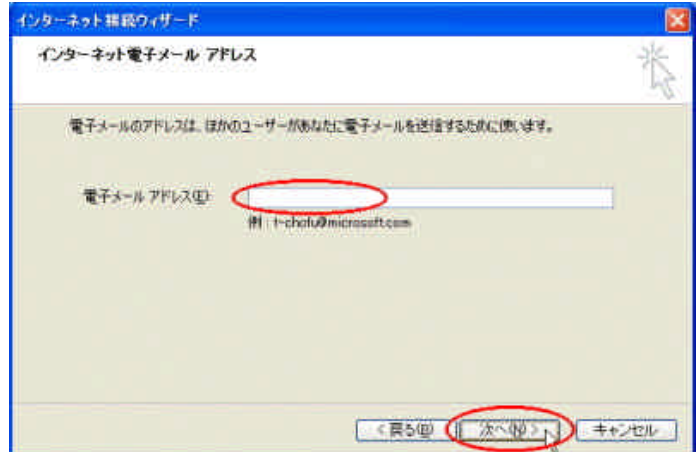 インターネット接続ウィザード
インターネット電子メール アドレス
電子メールのアドレスは、ほかのユーザーがあなたに電子メールを送信するために使います。
電子メール アドレス(E):
例 : t-chofu@microsoft.com
< 戻る(B)
次へ(N) >
キャンセル